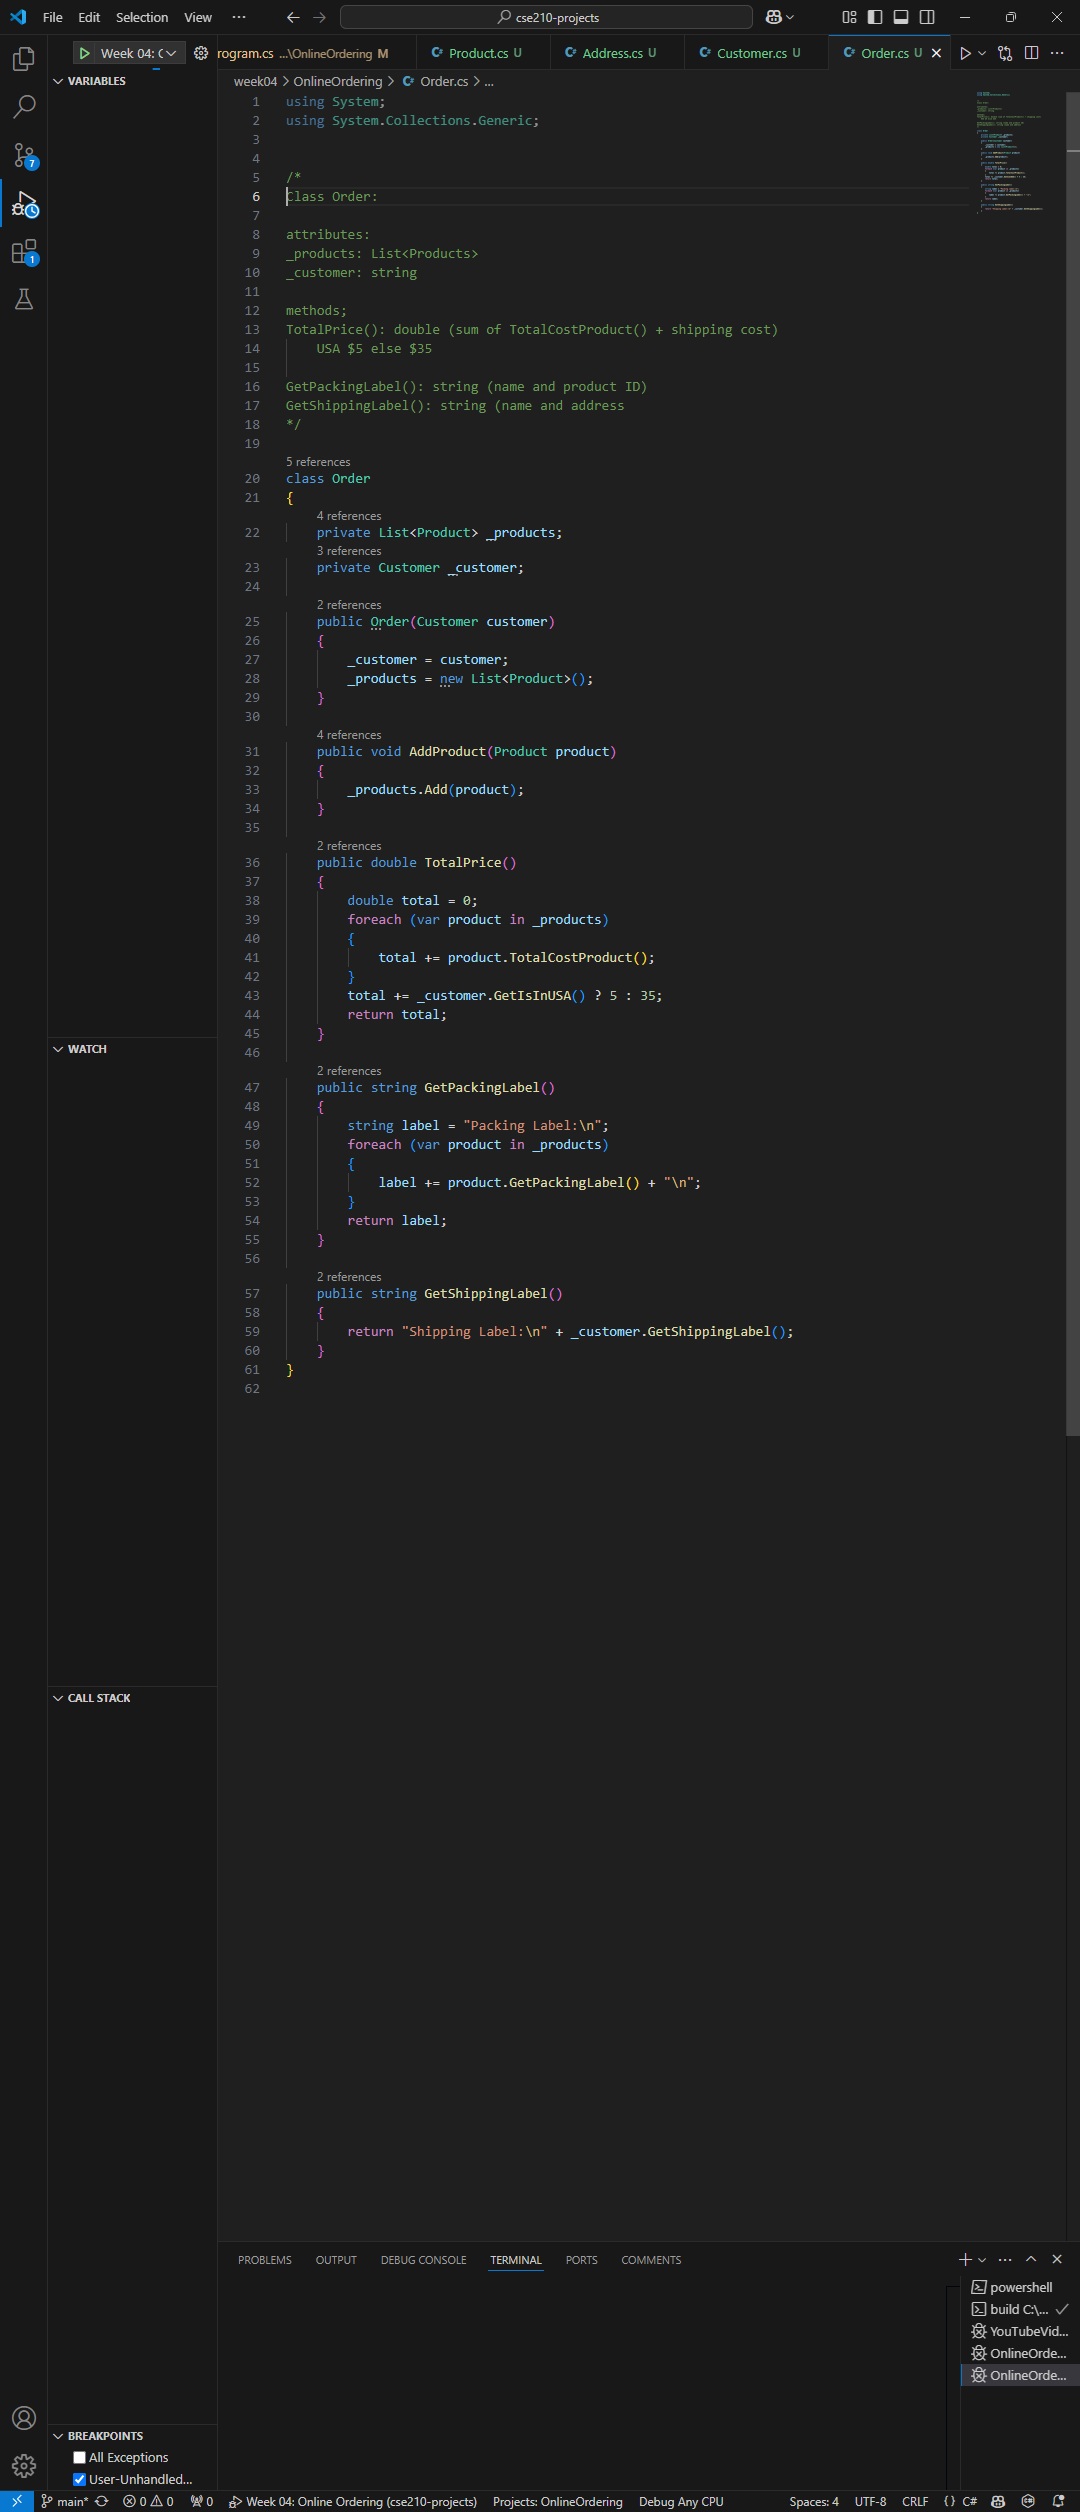 File Edit Selection View ··· cse210-projects
Week 04: C rogram.cs ...\OnlineOrdering M Product.cs U Address.cs U Customer.cs U Order.cs U
VARIABLES
week04 > OnlineOrdering > Order.cs > ...
7
1
1 using System;
2 using System.Collections.Generic;
3
4
5 /*
6 Class Order:
7
8 attributes:
9 _products: List<Products>
10 _customer: string
11
12 methods;
13 TotalPrice(): double (sum of TotalCostProduct() + shipping cost)
14     USA $5 else $35
15
16 GetPackingLabel(): string (name and product ID)
17 GetShippingLabel(): string (name and address
18 */
19
5 references
20 class Order
21 {
4 references
22     private List<Product> _products;
3 references
23     private Customer _customer;
24
2 references
25     public Order(Customer customer)
26     {
27         _customer = customer;
28         _products = new List<Product>();
29     }
30
4 references
31     public void AddProduct(Product product)
32     {
33         _products.Add(product);
34     }
35
2 references
36     public double TotalPrice()
37     {
38         double total = 0;
39         foreach (var product in _products)
40         {
41             total += product.TotalCostProduct();
42         }
43         total += _customer.GetIsInUSA() ? 5 : 35;
44         return total;
45     }
46
2 references
47     public string GetPackingLabel()
48     {
49         string label = "Packing Label:\n";
50         foreach (var product in _products)
51         {
52             label += product.GetPackingLabel() + "\n";
53         }
54         return label;
55     }
56
2 references
57     public string GetShippingLabel()
58     {
59         return "Shipping Label:\n" + _customer.GetShippingLabel();
60     }
61 }
62
WATCH
CALL STACK
PROBLEMS OUTPUT DEBUG CONSOLE TERMINAL PORTS COMMENTS
powershell
build C:\...
YouTubeVid...
OnlineOrde...
OnlineOrde...
BREAKPOINTS
All Exceptions
User-Unhandled...
main* 0 0 0 Week 04: Online Ordering (cse210-projects) Projects: OnlineOrdering Debug Any CPU Spaces: 4 UTF-8 CRLF {} C#